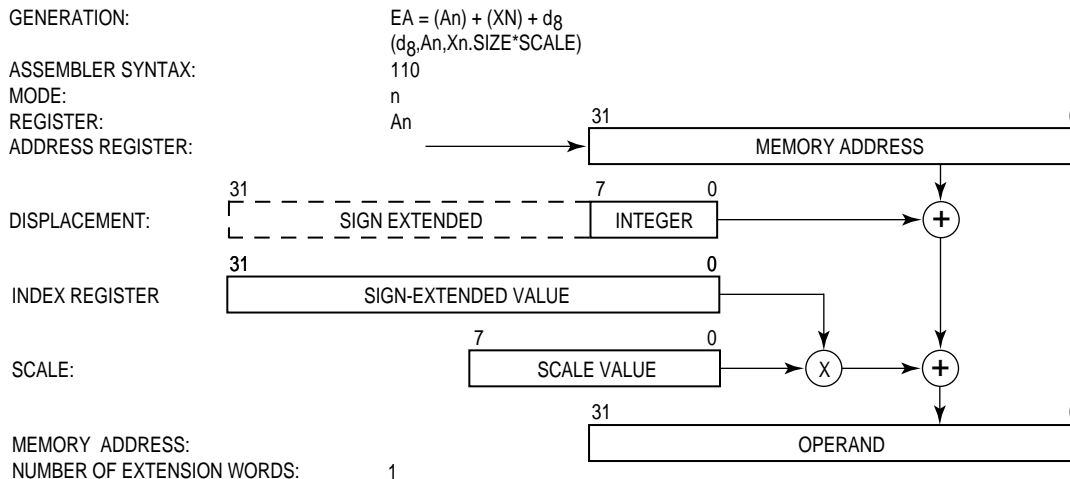 GENERATION: EA = (An) + (XN) + d8
(d8,An,Xn.SIZE*SCALE)
ASSEMBLER SYNTAX: 110
MODE: n
REGISTER: An
31 0
ADDRESS REGISTER: MEMORY ADDRESS
31 7 0
DISPLACEMENT: SIGN EXTENDED INTEGER +
31 0
INDEX REGISTER SIGN-EXTENDED VALUE
7 0
SCALE: SCALE VALUE X +
31 0
MEMORY ADDRESS: OPERAND
NUMBER OF EXTENSION WORDS: 1